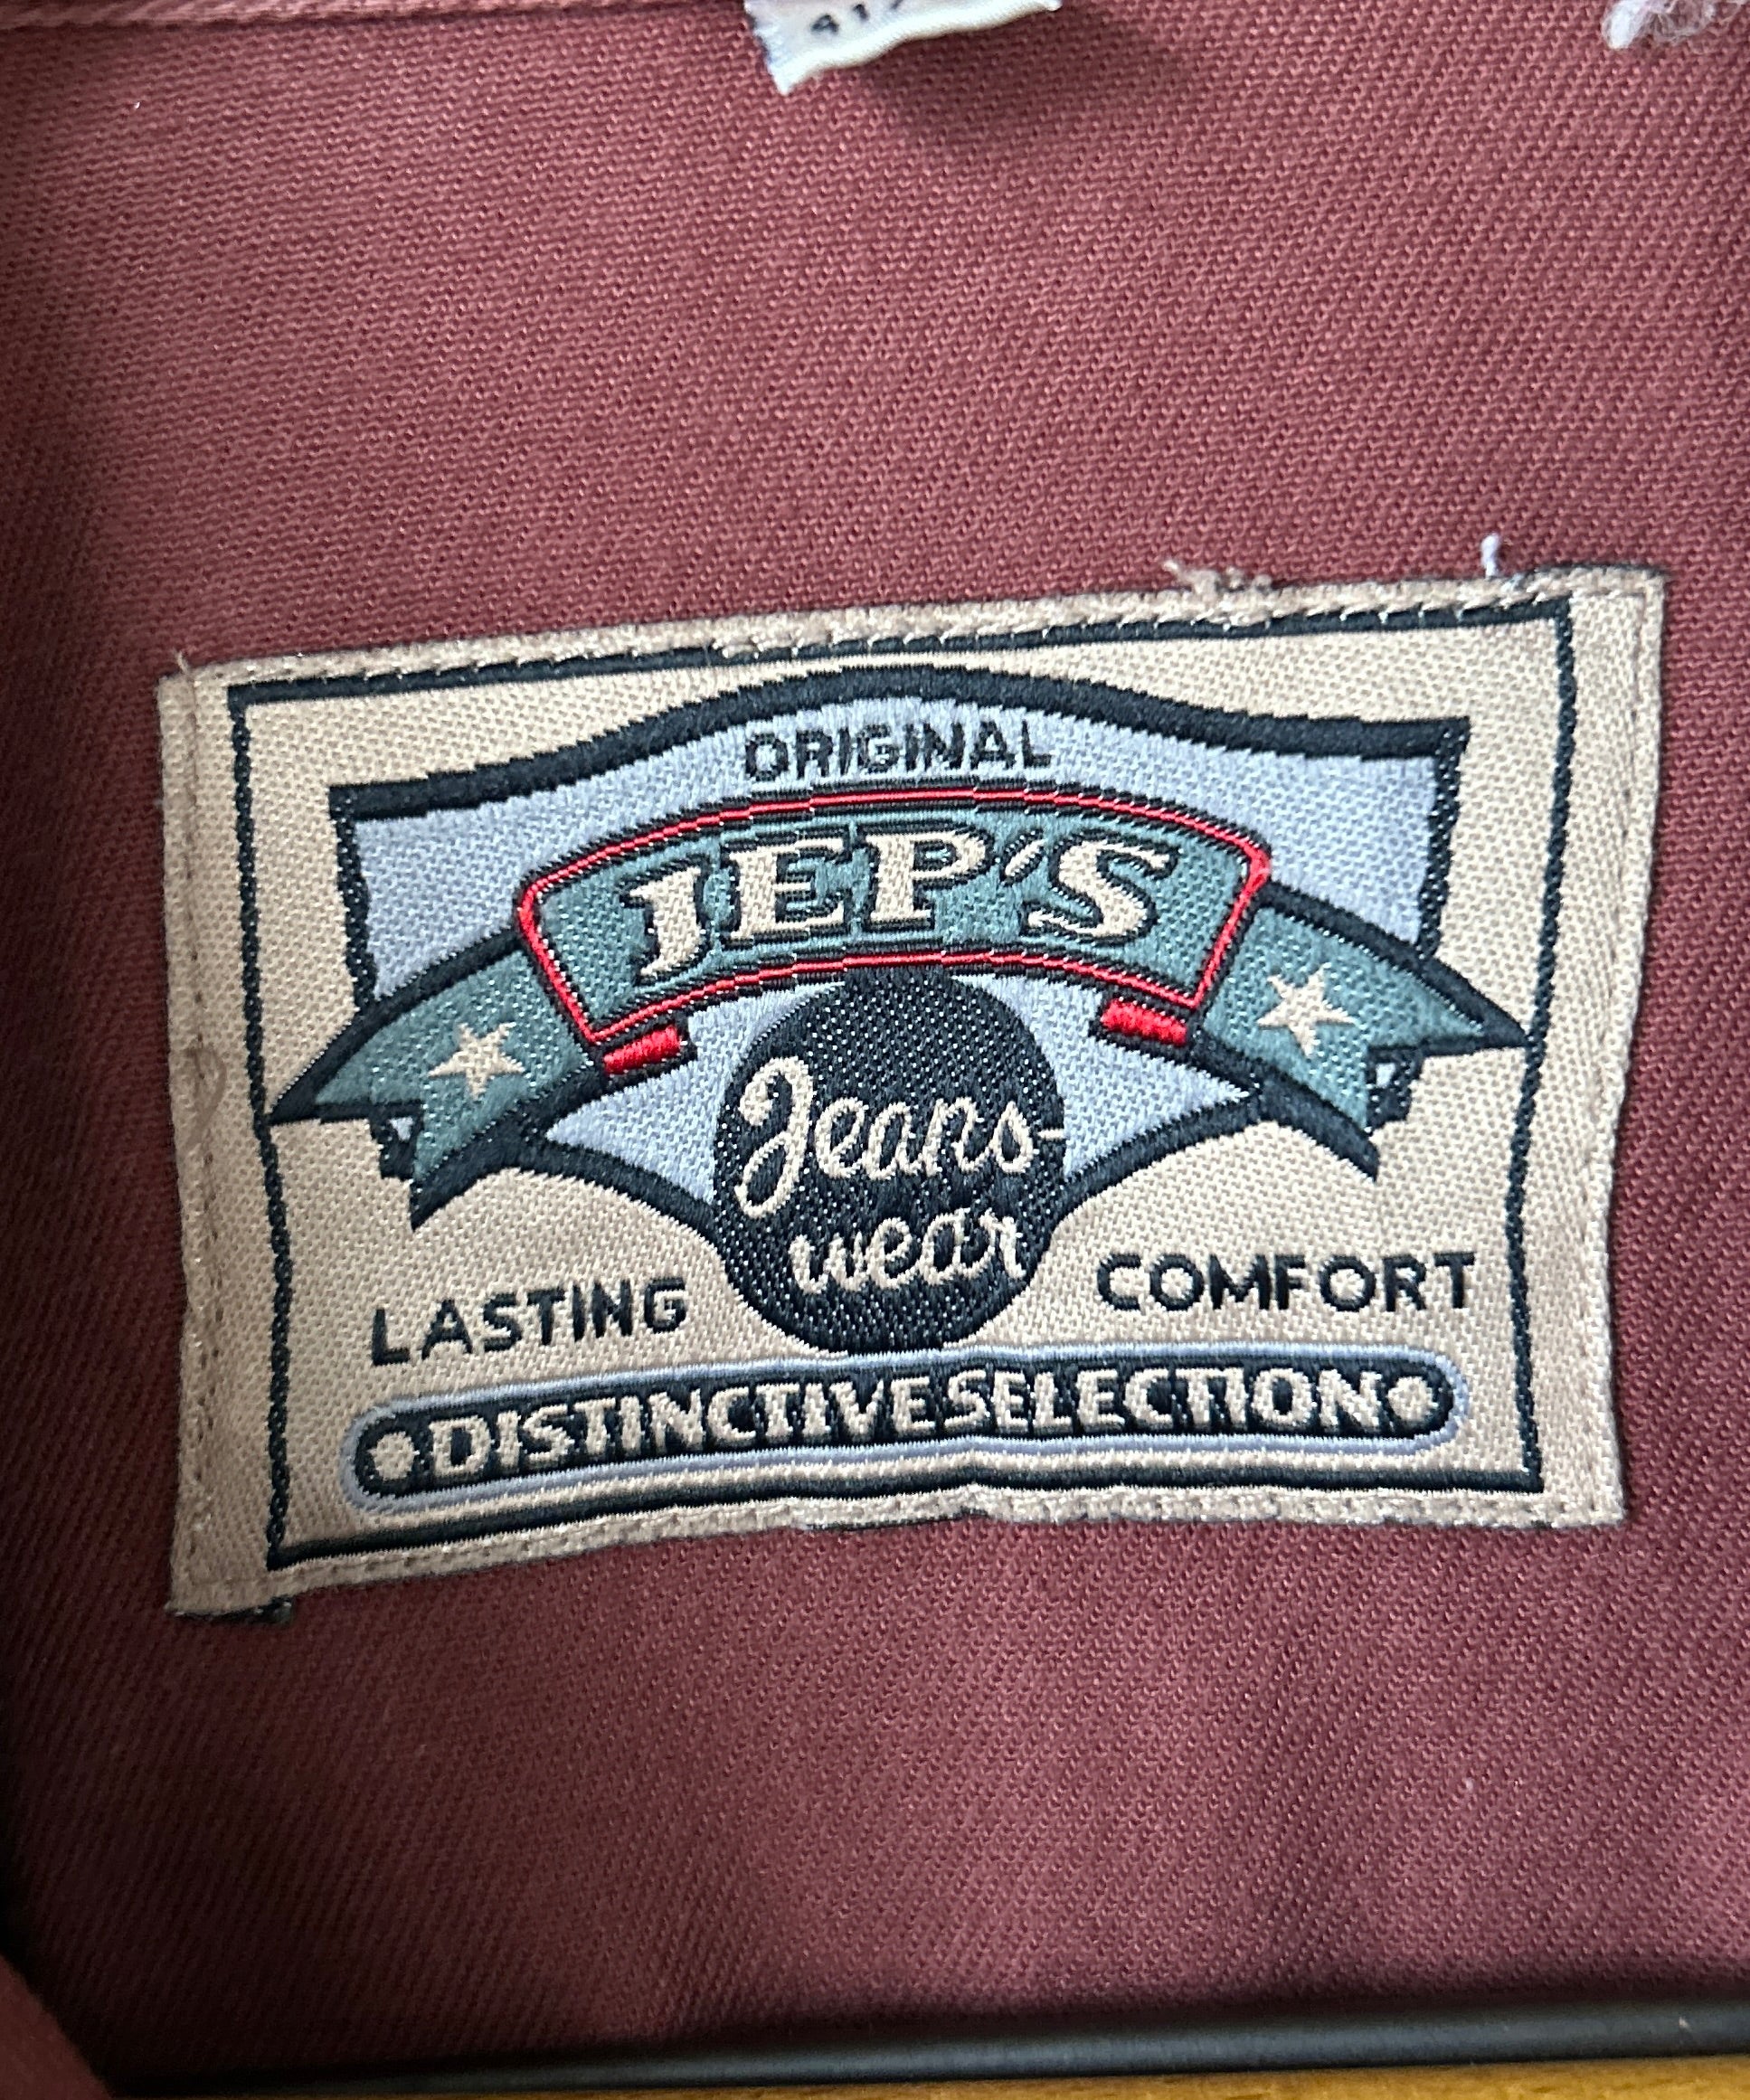 ORIGINAL
JEP'S
Jeans-
wear
LASTING COMFORT
DISTINCTIVE SELECTION